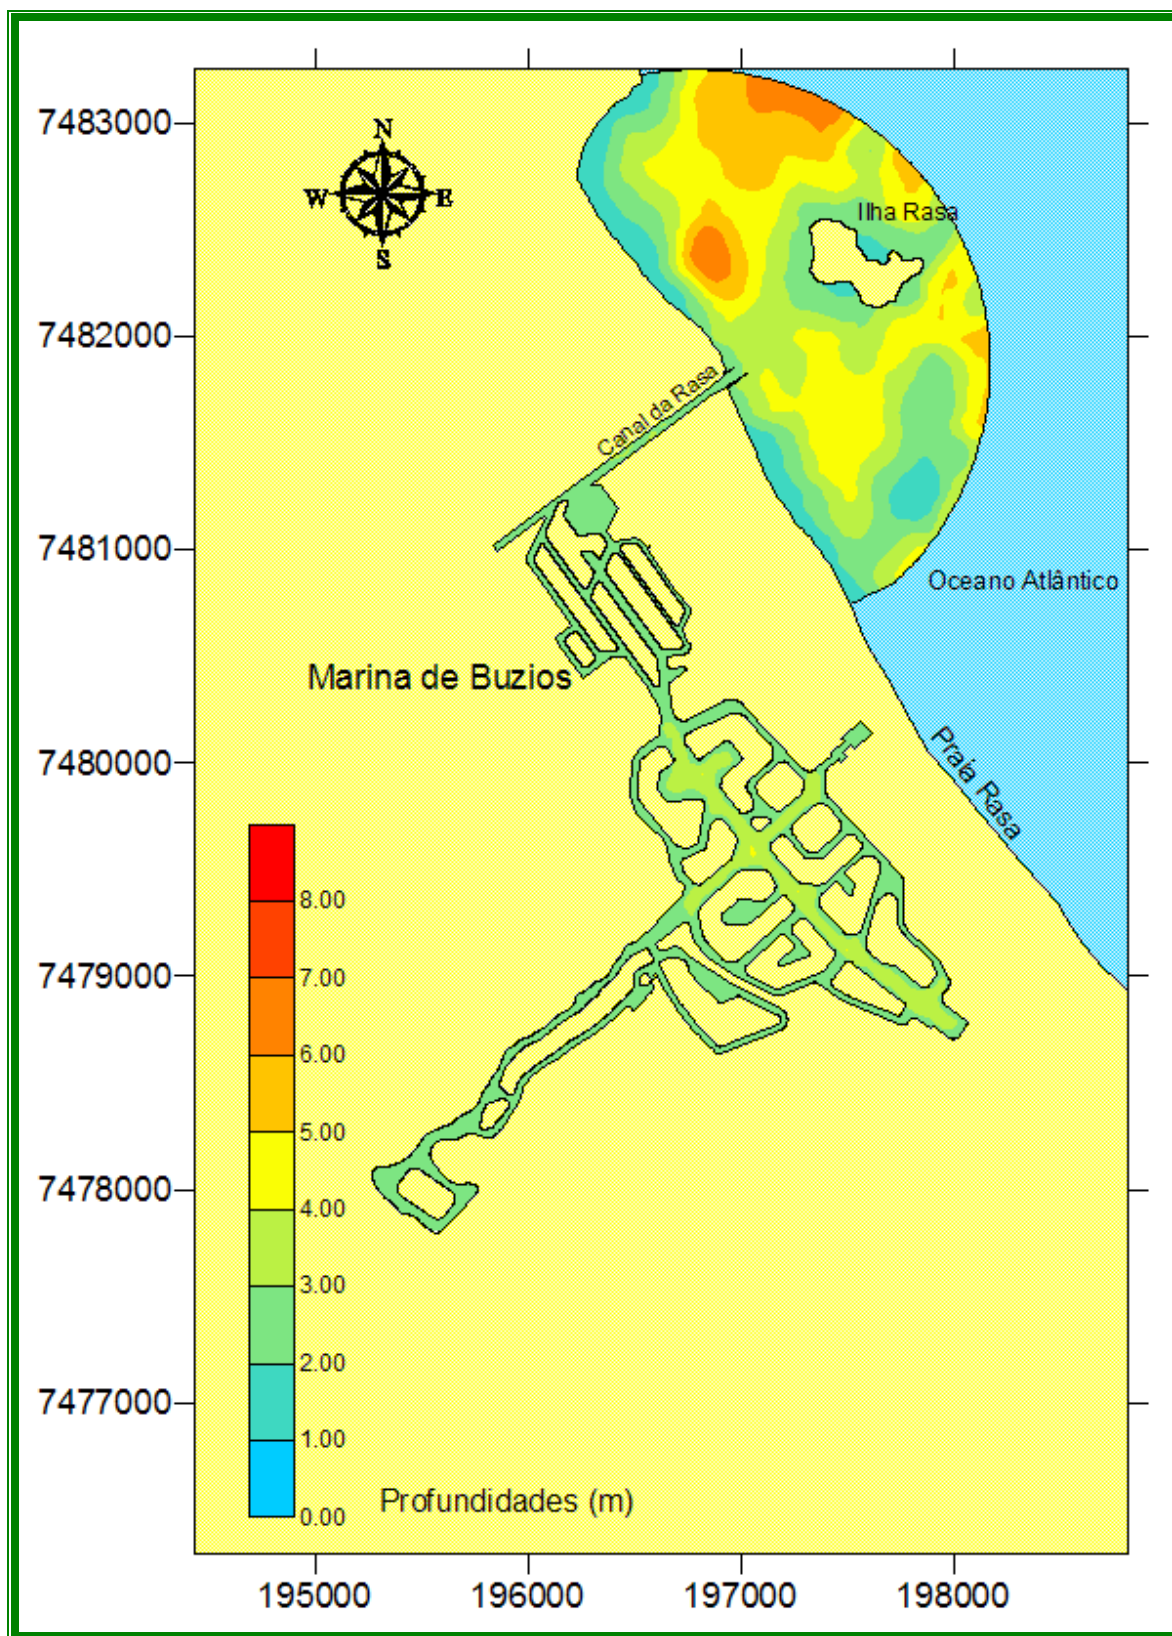 7483000
N
W E
S
Ilha Rasa
7482000
Canal da Rasa
7481000
Oceano Atlântico
Marina de Buzios
7480000
Praia Rasa
8.00
7479000
7.00
6.00
5.00
7478000
4.00
3.00
2.00
7477000
1.00
0.00
Profundidades (m)
195000 196000 197000 198000